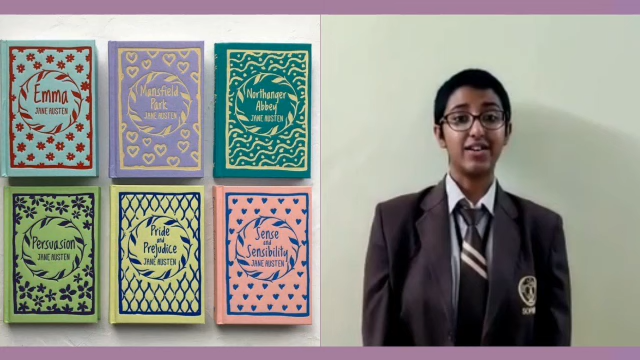 Emma
JANE AUSTEN
Mansfield
Park
JANE AUSTEN
Northanger
Abbey
JANE AUSTEN
Persuasion
JANE AUSTEN
Pride
and
Prejudice
JANE AUSTEN
Sense
and
Sensibility
JANE AUSTEN